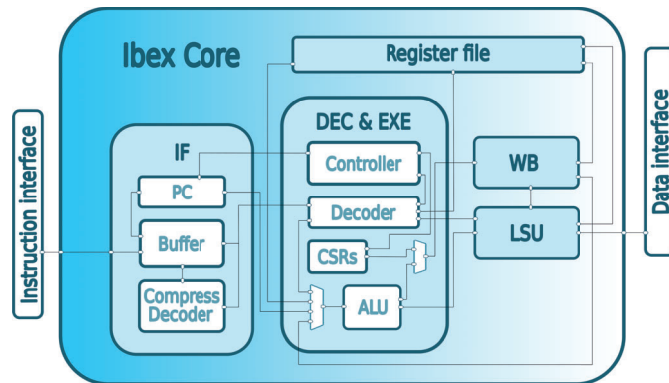 Ibex Core
Register file
Instruction interface
IF
PC
Buffer
Compress
Decoder
DEC & EXE
Controller
Decoder
CSRs
ALU
WB
LSU
Data interface